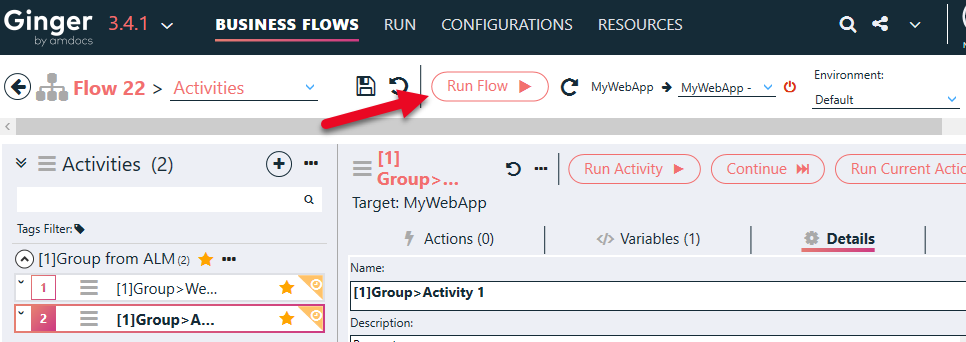 Ginger 3.4.1 BUSINESS FLOWS RUN CONFIGURATIONS RESOURCES
by amdocs
Environment:
Flow 22 > Activities Run Flow MyWebApp MyWebApp - Default
Activities (2)
[1]
Group>...
Run Activity Continue Run Current Actio
Target: MyWebApp
Tags Filter:
Actions (0) Variables (1) Details
[1]Group from ALM (2)
Name:
1 [1]Group>We...
[1]Group>Activity 1
2 [1]Group>A...
Description: